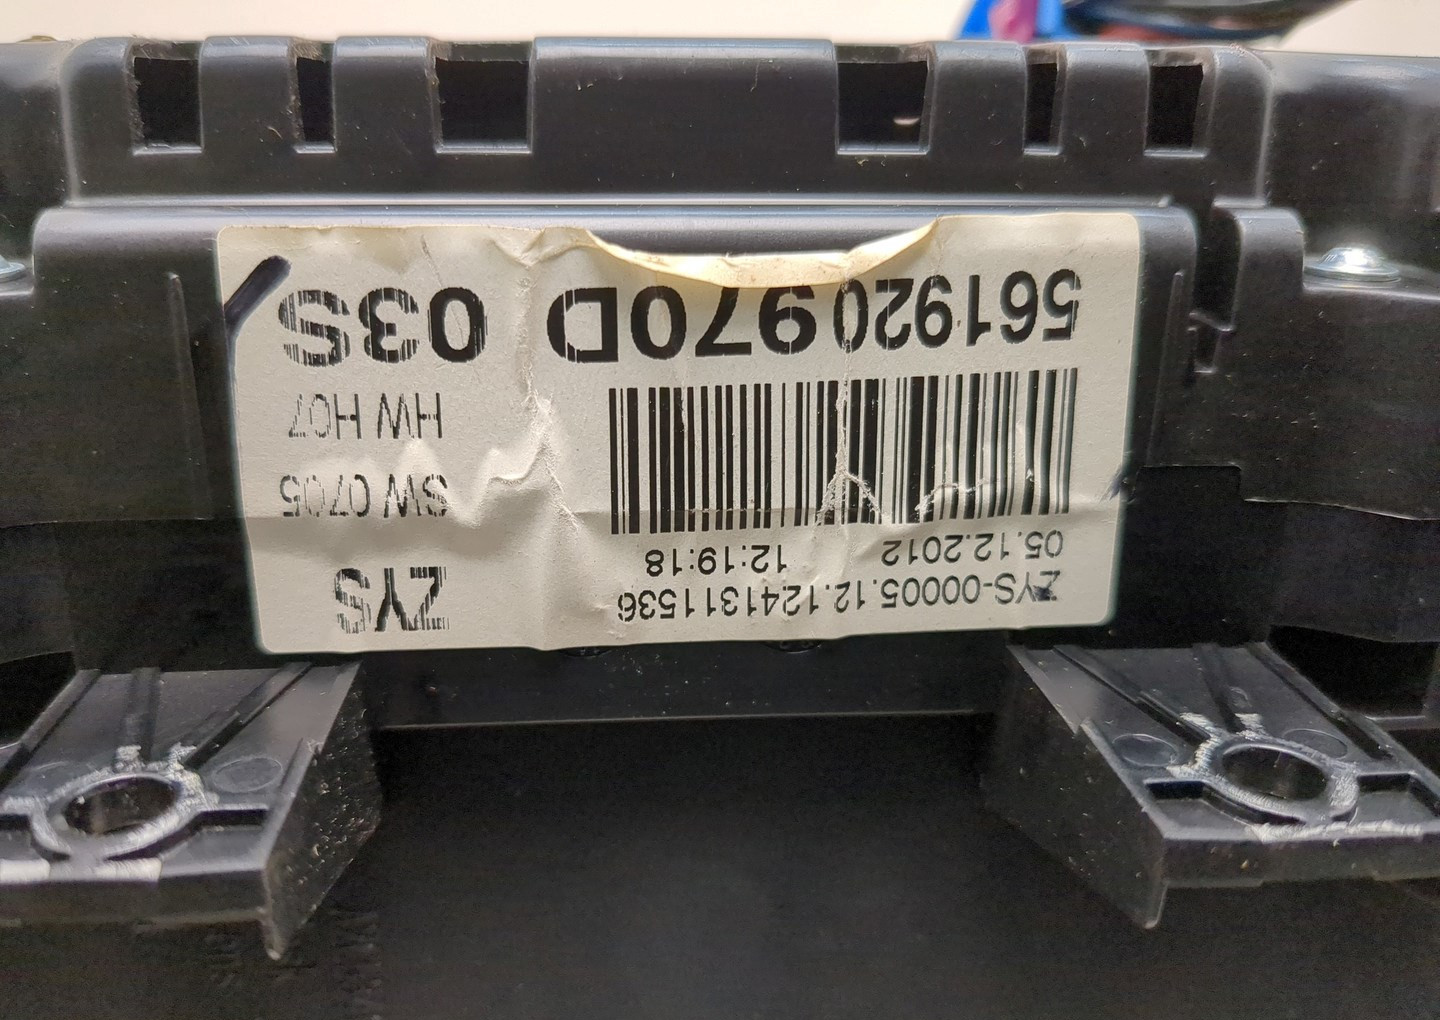 ZYS-00005.12.1241311536
05.12.2012 12:19:18
ZYS
SW 0705
HW H07
561920970D 03S